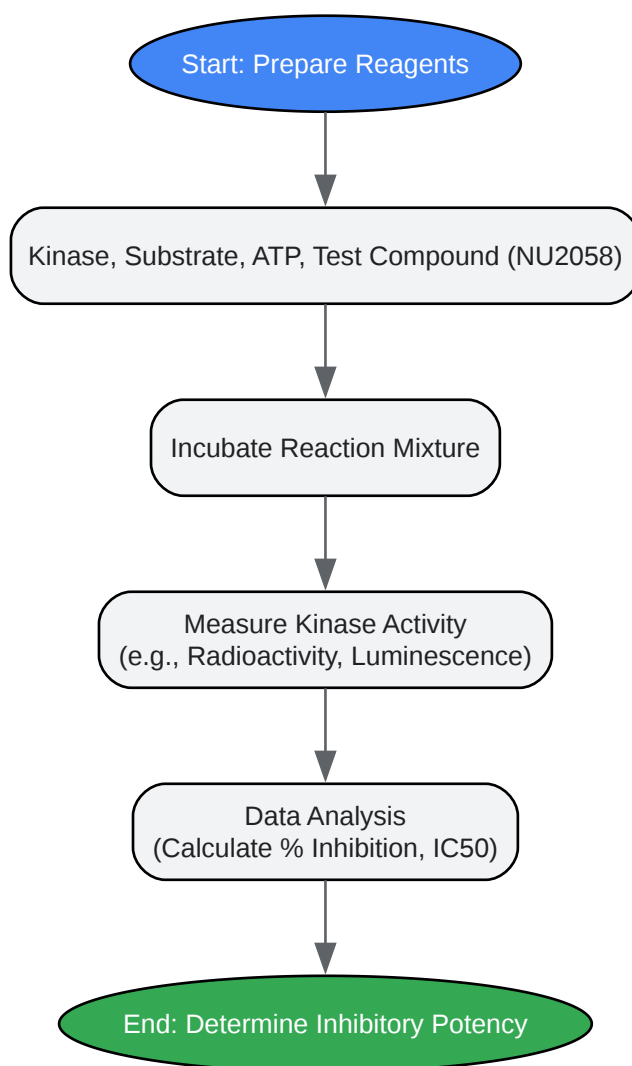 Start: Prepare Reagents
Kinase, Substrate, ATP, Test Compound (NU2058)
Incubate Reaction Mixture
Measure Kinase Activity
(e.g., Radioactivity, Luminescence)
Data Analysis
(Calculate % Inhibition, IC50)
End: Determine Inhibitory Potency